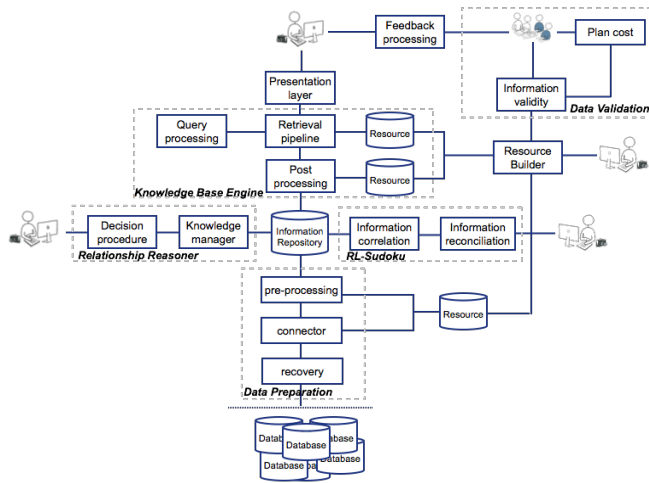 Feedback
processing
Plan cost
Presentation
layer
Information
validity
Data Validation
Query
processing
Retrieval
pipeline
Resource
Resource
Builder
Post
processing
Resource
Knowledge Base Engine
Decision
procedure
Knowledge
manager
Information
Repository
Information
correlation
Information
reconciliation
Relationship Reasoner
RL-Sudoku
pre-processing
Resource
connector
recovery
Data Preparation
Database
Database
Database
Database
Database